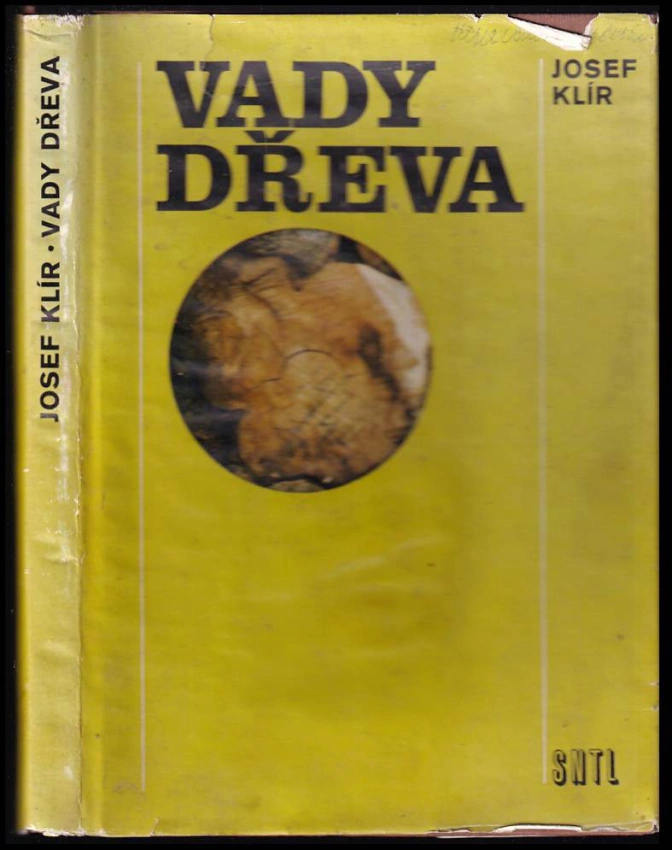 JOSEF KLÍR · VADY DŘEVA
VADY
DŘEVA
JOSEF
KLÍR
SNTL